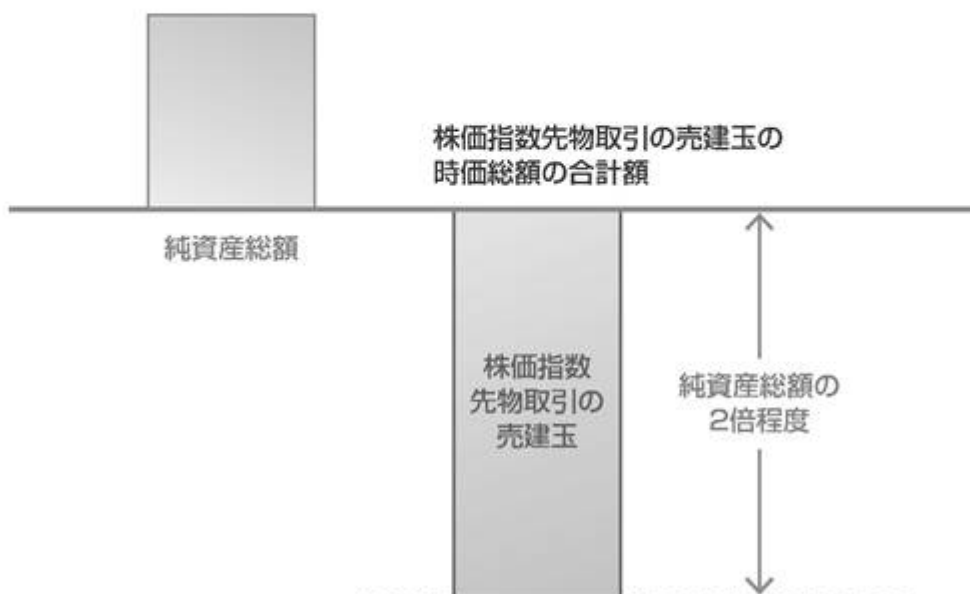 株価指数先物取引の売建玉の
時価総額の合計額
純資産総額
株価指数
先物取引の
売建玉
純資産総額の
2倍程度